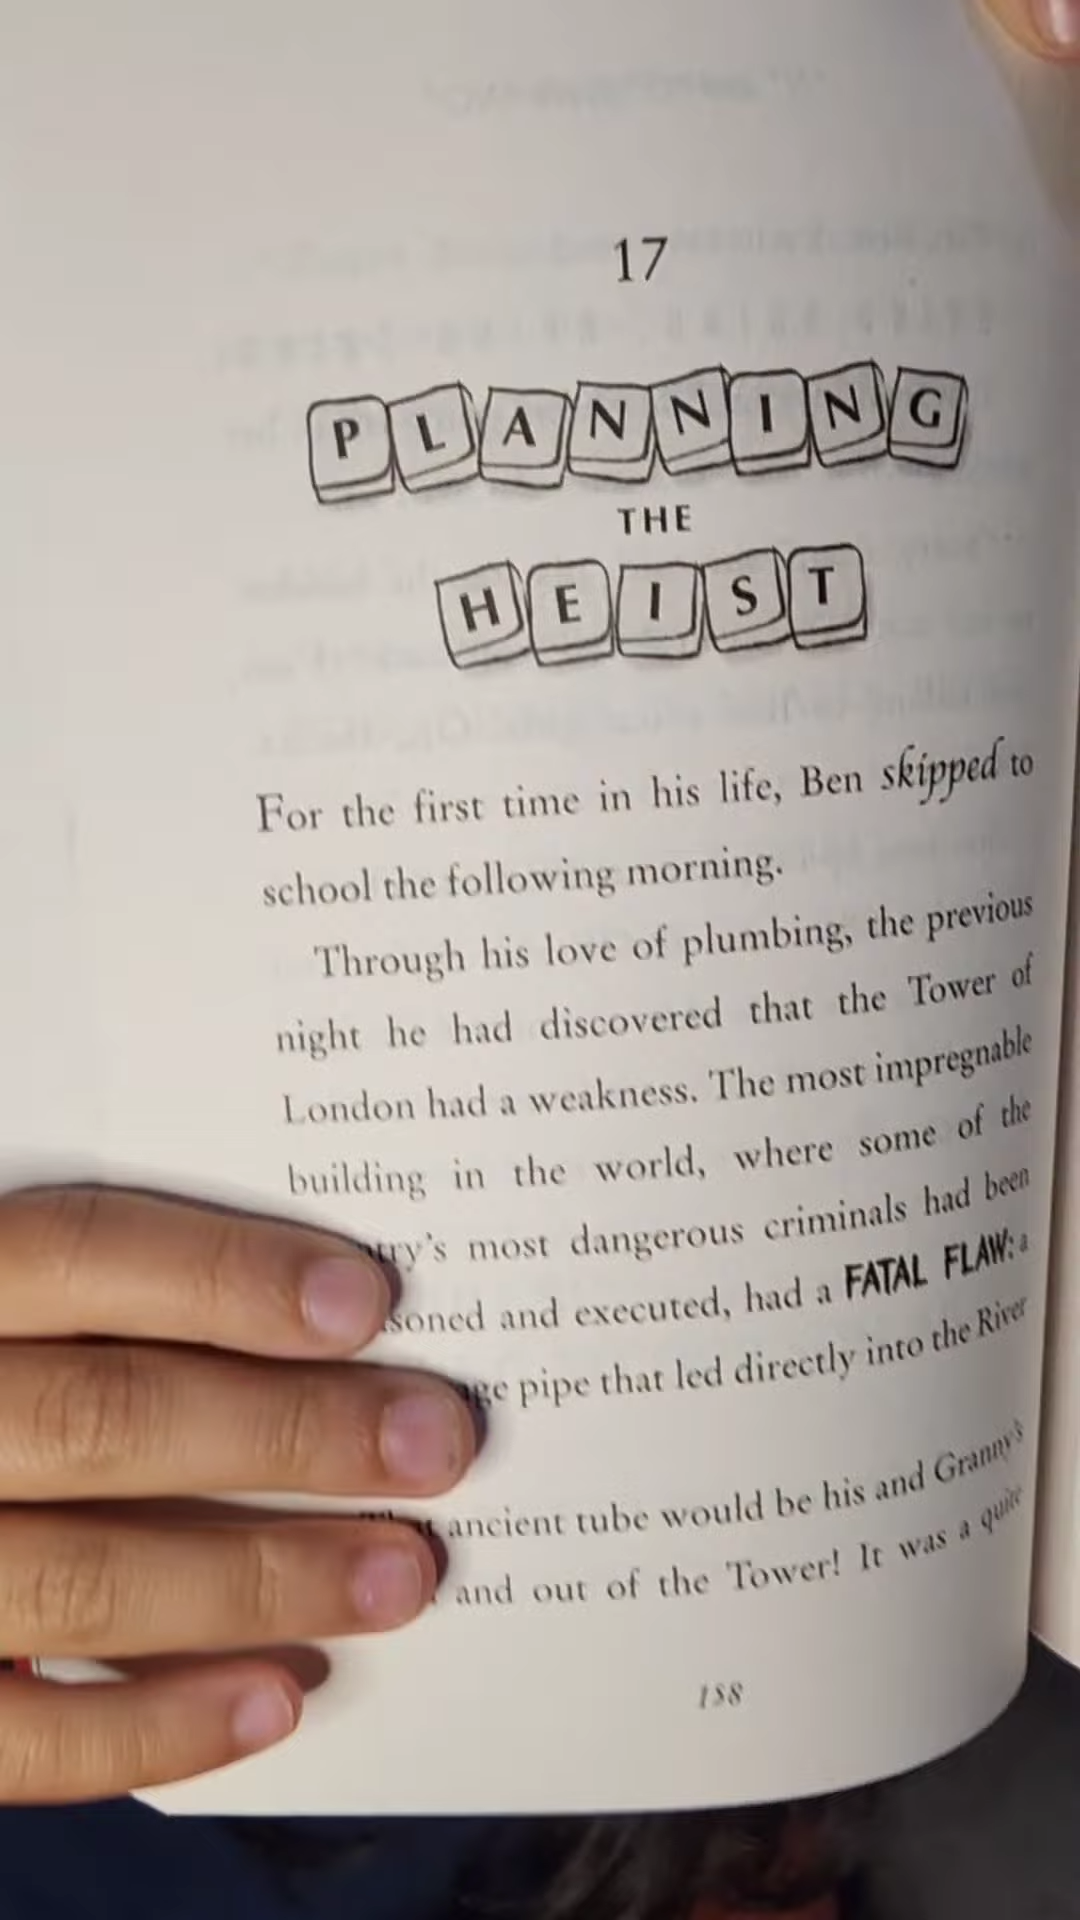 17
PLANNING
THE
HEIST
For the first time in his life, Ben skipped to
school the following morning.
Through his love of plumbing, the previous
night he had discovered that the Tower of
London had a weakness. The most impregnable
building in the world, where some of the
most dangerous criminals had been
and executed, had a FATAL FLAW: a
pipe that led directly into the River
ancient tube would be his and Granny's
and out of the Tower! It was a quite
158